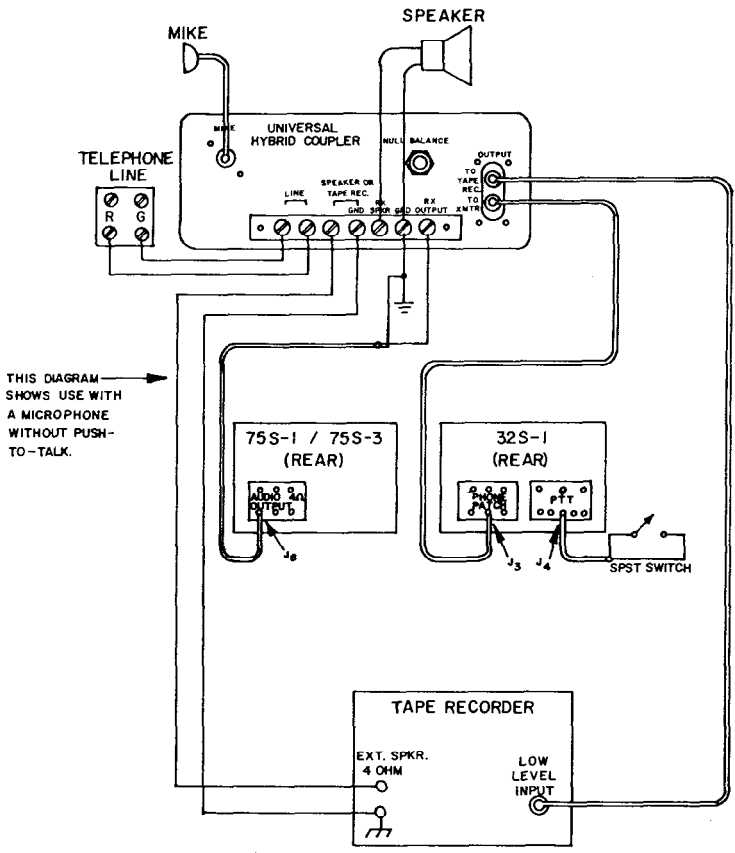 SPEAKER
MIKE
MIKE
UNIVERSAL
HYBRID COUPLER
NULL BALANCE
OUTPUT
TO
TAPE
REC.
TO
XMTR
TELEPHONE
LINE
R G
LINE
SPEAKER OR
TAPE REC.
RX RX
GND SPKR GND OUTPUT
THIS DIAGRAM
SHOWS USE WITH
A MICROPHONE
WITHOUT PUSH-
TO-TALK.
75S-1 / 75S-3
(REAR)
AUDIO 4Ω
OUTPUT
J6
32S-1
(REAR)
PHONE
PATCH
PTT
J3
J4
SPST SWITCH
TAPE RECORDER
EXT. SPKR.
4 OHM
LOW
LEVEL
INPUT